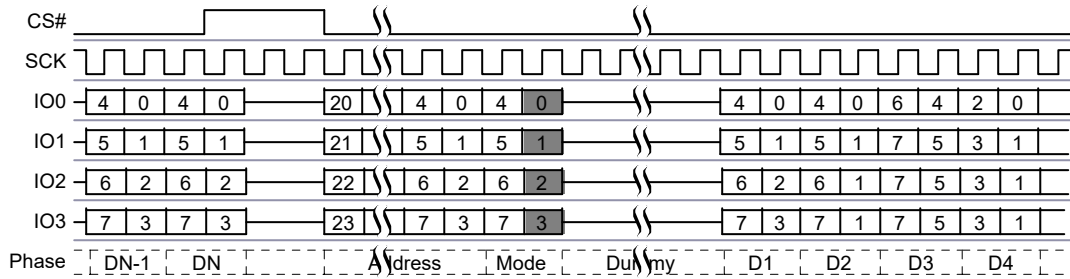 CS#
SCK
IO0 4 0 4 0 20 4 0 4 0 4 0 4 0 6 4 2 0
IO1 5 1 5 1 21 5 1 5 1 5 1 5 1 7 5 3 1
IO2 6 2 6 2 22 6 2 6 2 6 2 6 1 7 5 3 1
IO3 7 3 7 3 23 7 3 7 3 7 3 7 1 7 5 3 1
Phase DN-1 DN Address Mode Dummy D1 D2 D3 D4